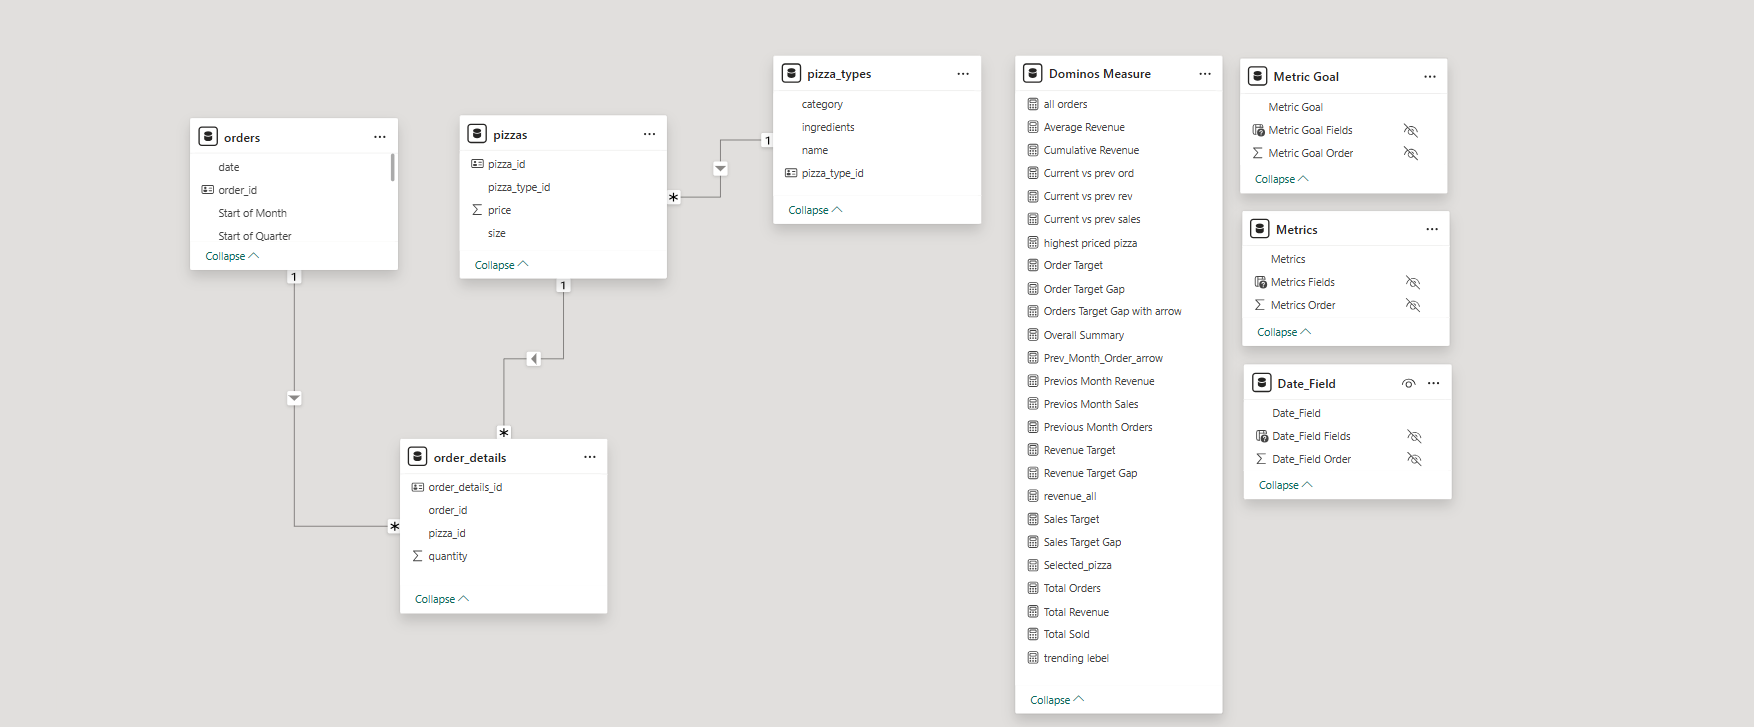 orders
date
order_id
Start of Month
Start of Quarter
Collapse
1
pizzas
pizza_id
pizza_type_id
price
size
Collapse
1
*
pizza_types
category
ingredients
name
pizza_type_id
Collapse
1
order_details
order_details_id
order_id
pizza_id
quantity
Collapse
*
*
Dominos Measure
all orders
Average Revenue
Cumulative Revenue
Current vs prev ord
Current vs prev rev
Current vs prev sales
highest priced pizza
Order Target
Order Target Gap
Orders Target Gap with arrow
Overall Summary
Prev_Month_Order_arrow
Previos Month Revenue
Previos Month Sales
Previous Month Orders
Revenue Target
Revenue Target Gap
revenue_all
Sales Target
Sales Target Gap
Selected_pizza
Total Orders
Total Revenue
Total Sold
trending lebel
Collapse
Metric Goal
Metric Goal
Metric Goal Fields
Metric Goal Order
Collapse
Metrics
Metrics
Metrics Fields
Metrics Order
Collapse
Date_Field
Date_Field
Date_Field Fields
Date_Field Order
Collapse